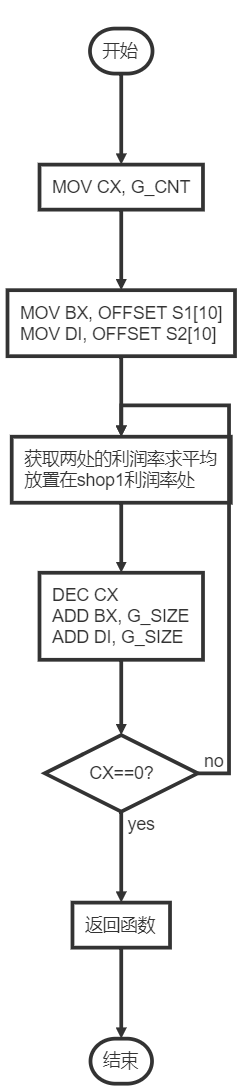 开始
MOV CX, G_CNT
MOV BX, OFFSET S1[10]
MOV DI, OFFSET S2[10]
获取两处的利润率求平均
放置在shop1利润率处
DEC CX
ADD BX, G_SIZE
ADD DI, G_SIZE
CX==0?
no
yes
返回函数
结束